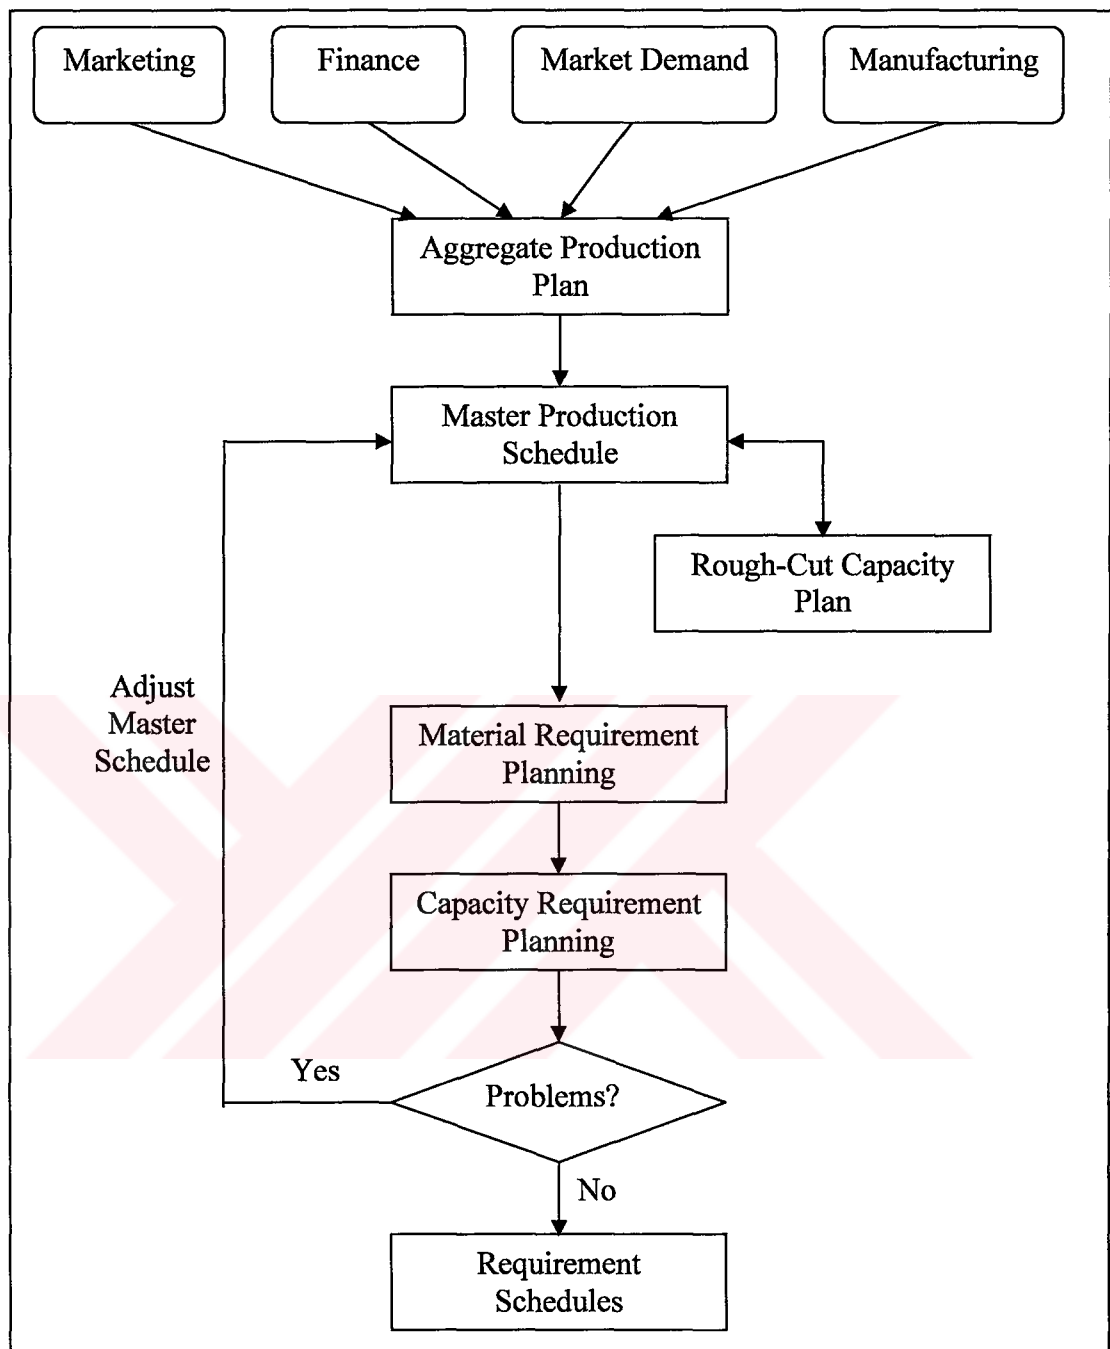 Marketing
Finance
Market Demand
Manufacturing
Aggregate Production
Plan
Master Production
Schedule
Rough-Cut Capacity
Plan
Adjust
Master
Schedule
Material Requirement
Planning
Capacity Requirement
Planning
Yes
Problems?
No
Requirement
Schedules